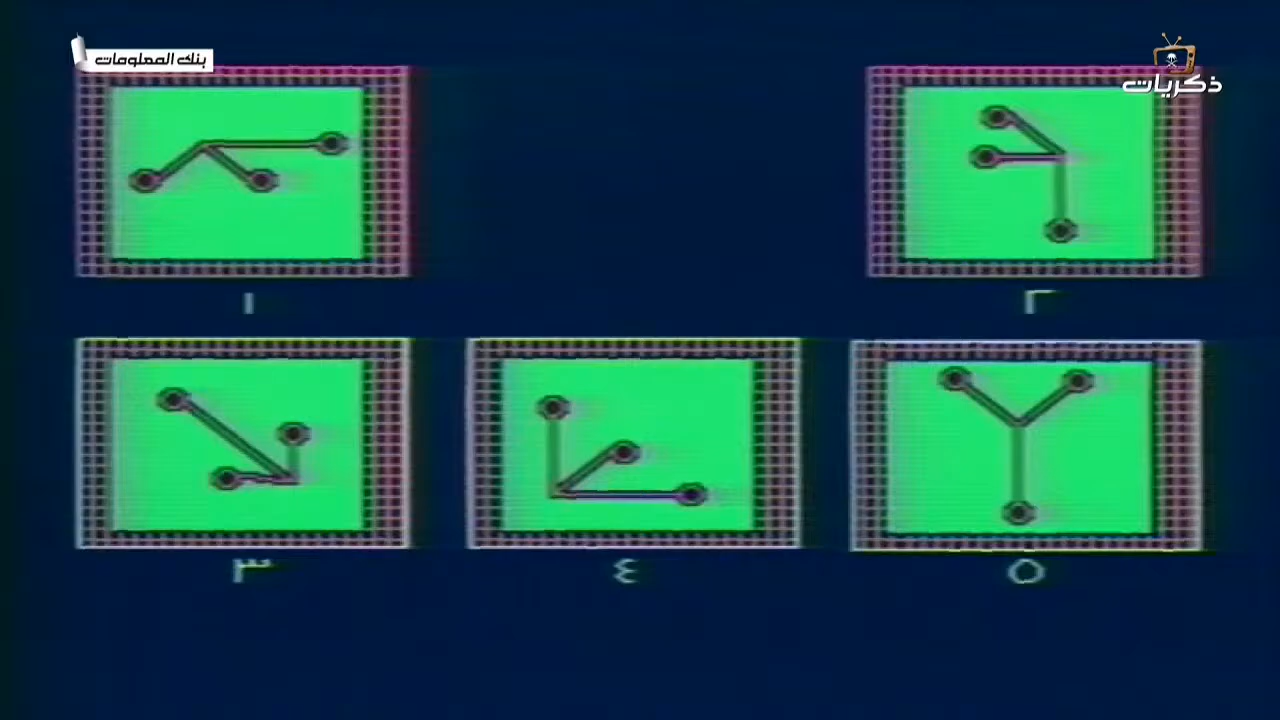 بنك المعلومات
ذكريات
١
٢
٣
٤
٥